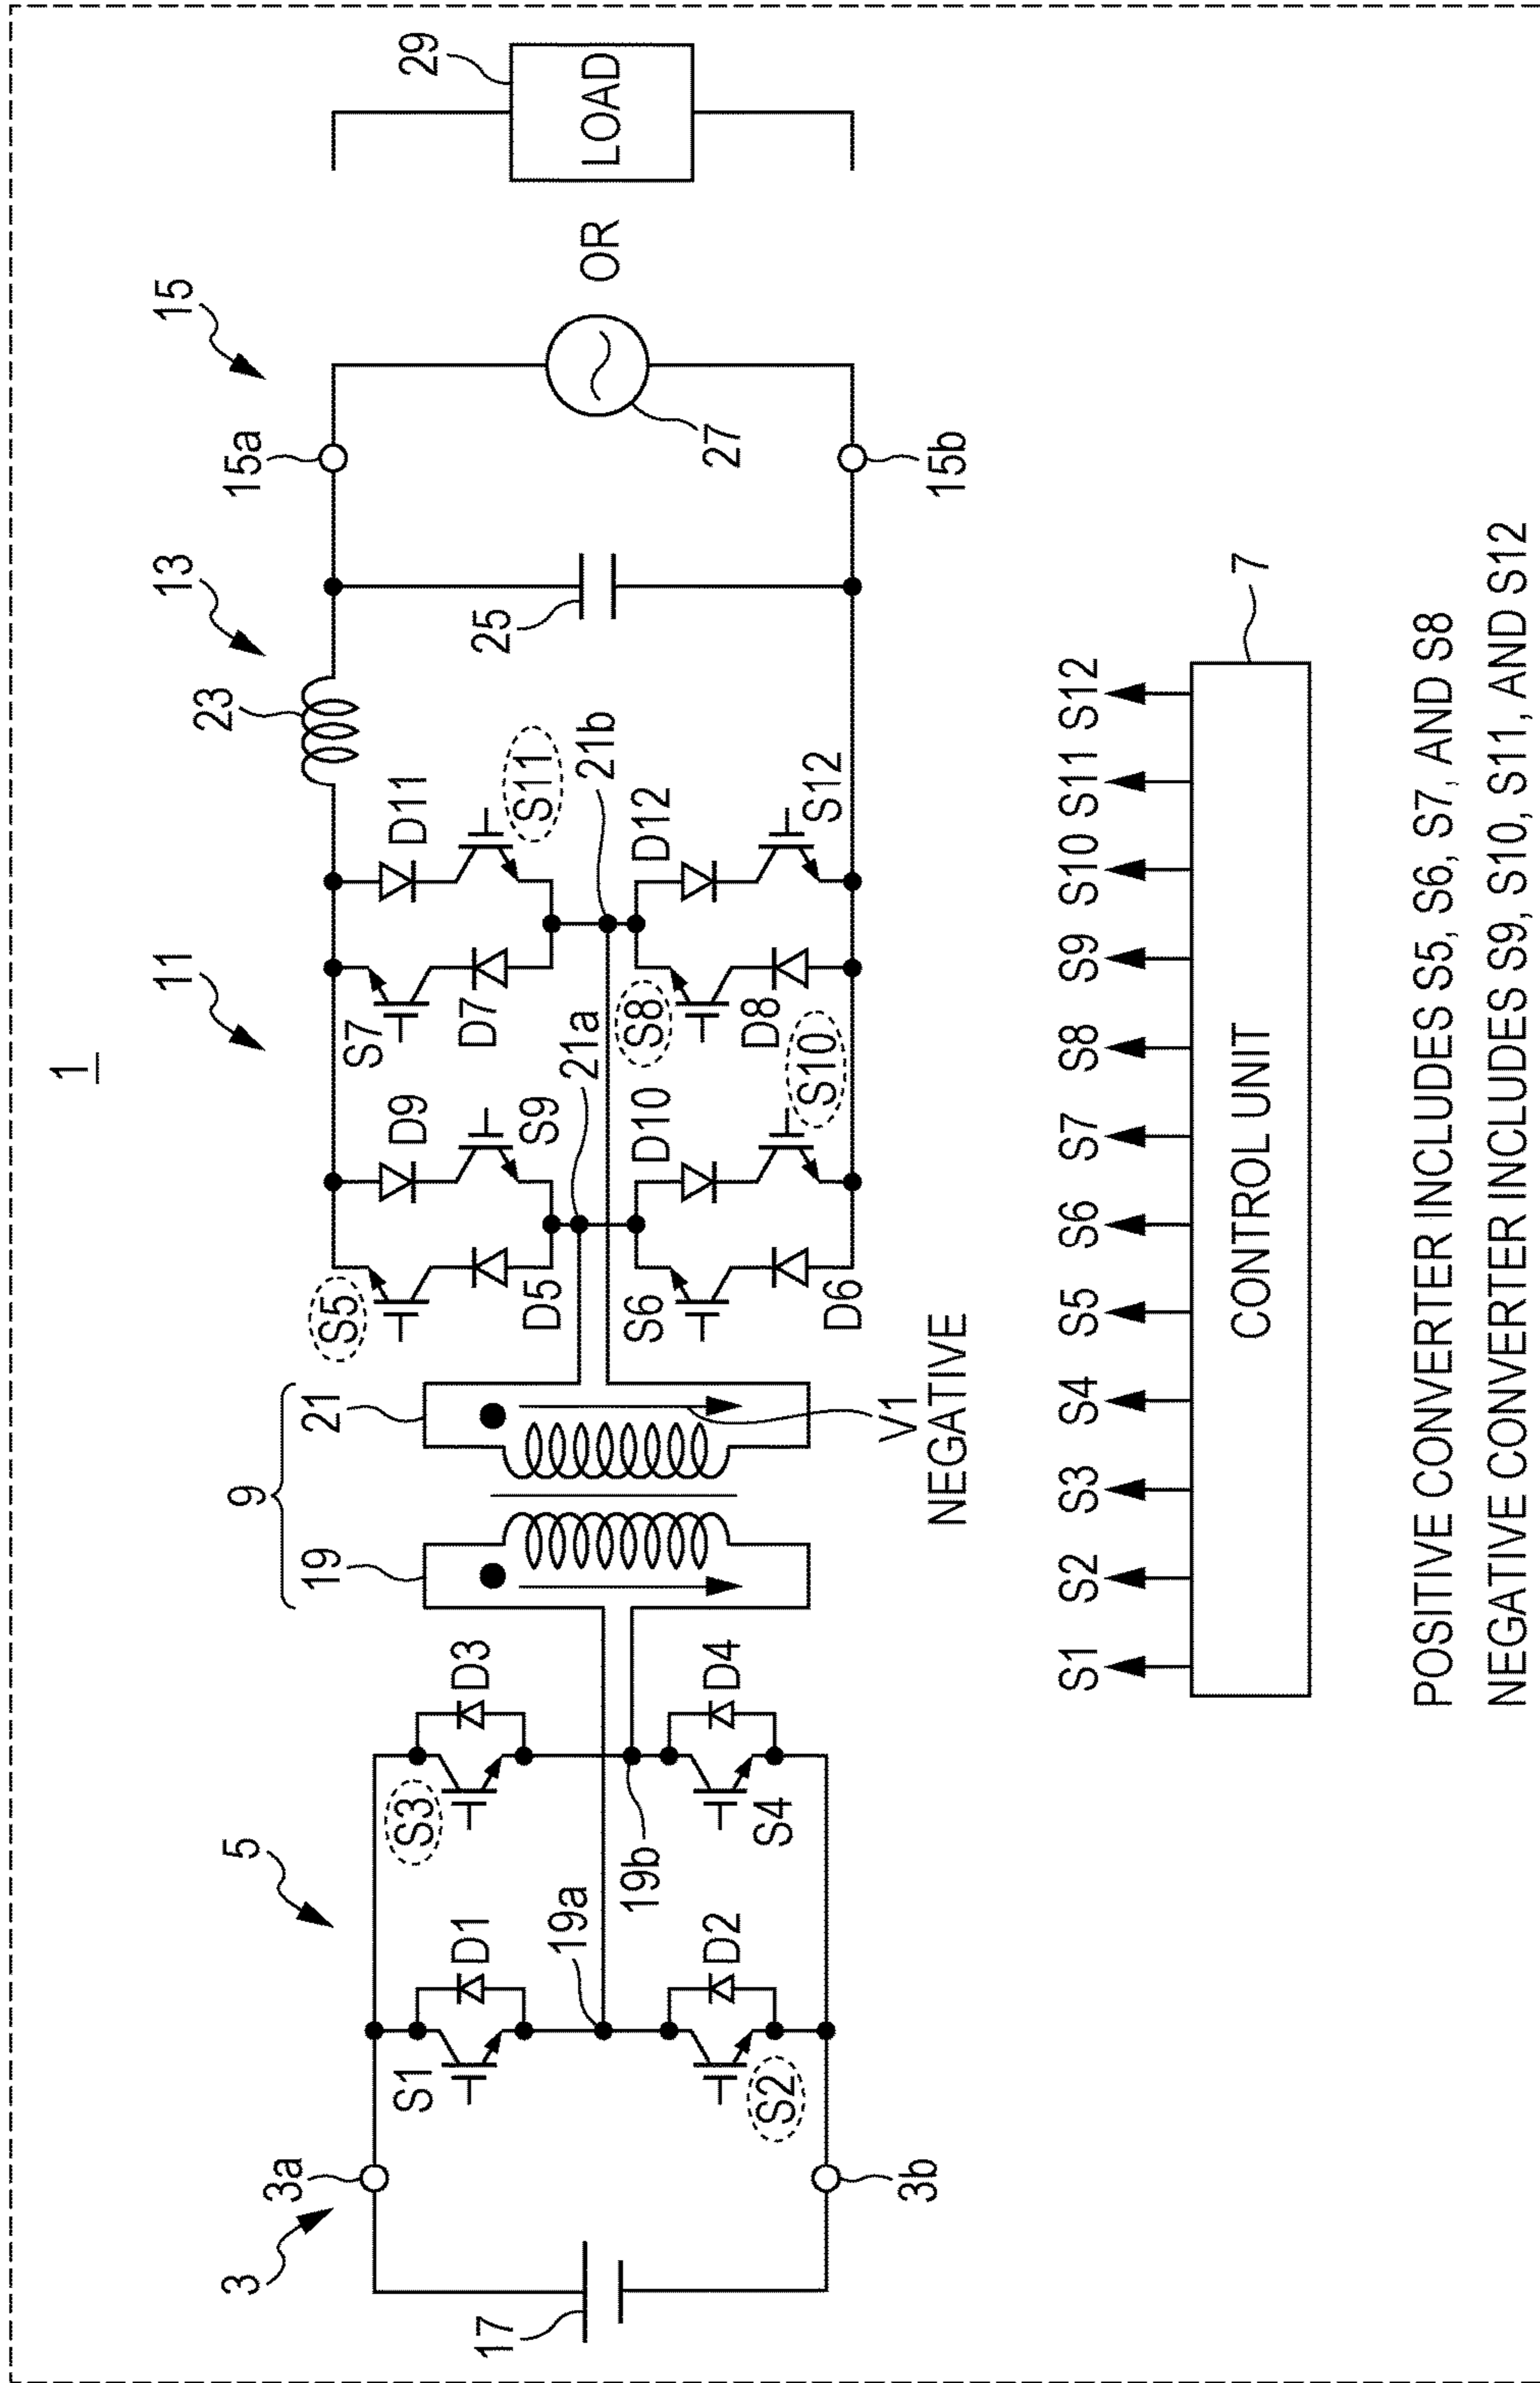 1
3
3a
3b
17
5
S1
D1
S2
D2
S3
D3
S4
D4
19a
19b
9
19
21
V1
NEGATIVE
11
S5
D5
D9
S9
S6
D6
D10
S10
21a
S7
D7
D11
S11
S8
D8
D12
S12
21b
13
23
25
15
15a
15b
27
OR
29
LOAD
S1 S2 S3 S4 S5 S6 S7 S8 S9 S10 S11 S12
7
CONTROL UNIT
POSITIVE CONVERTER INCLUDES S5, S6, S7, AND S8
NEGATIVE CONVERTER INCLUDES S9, S10, S11, AND S12